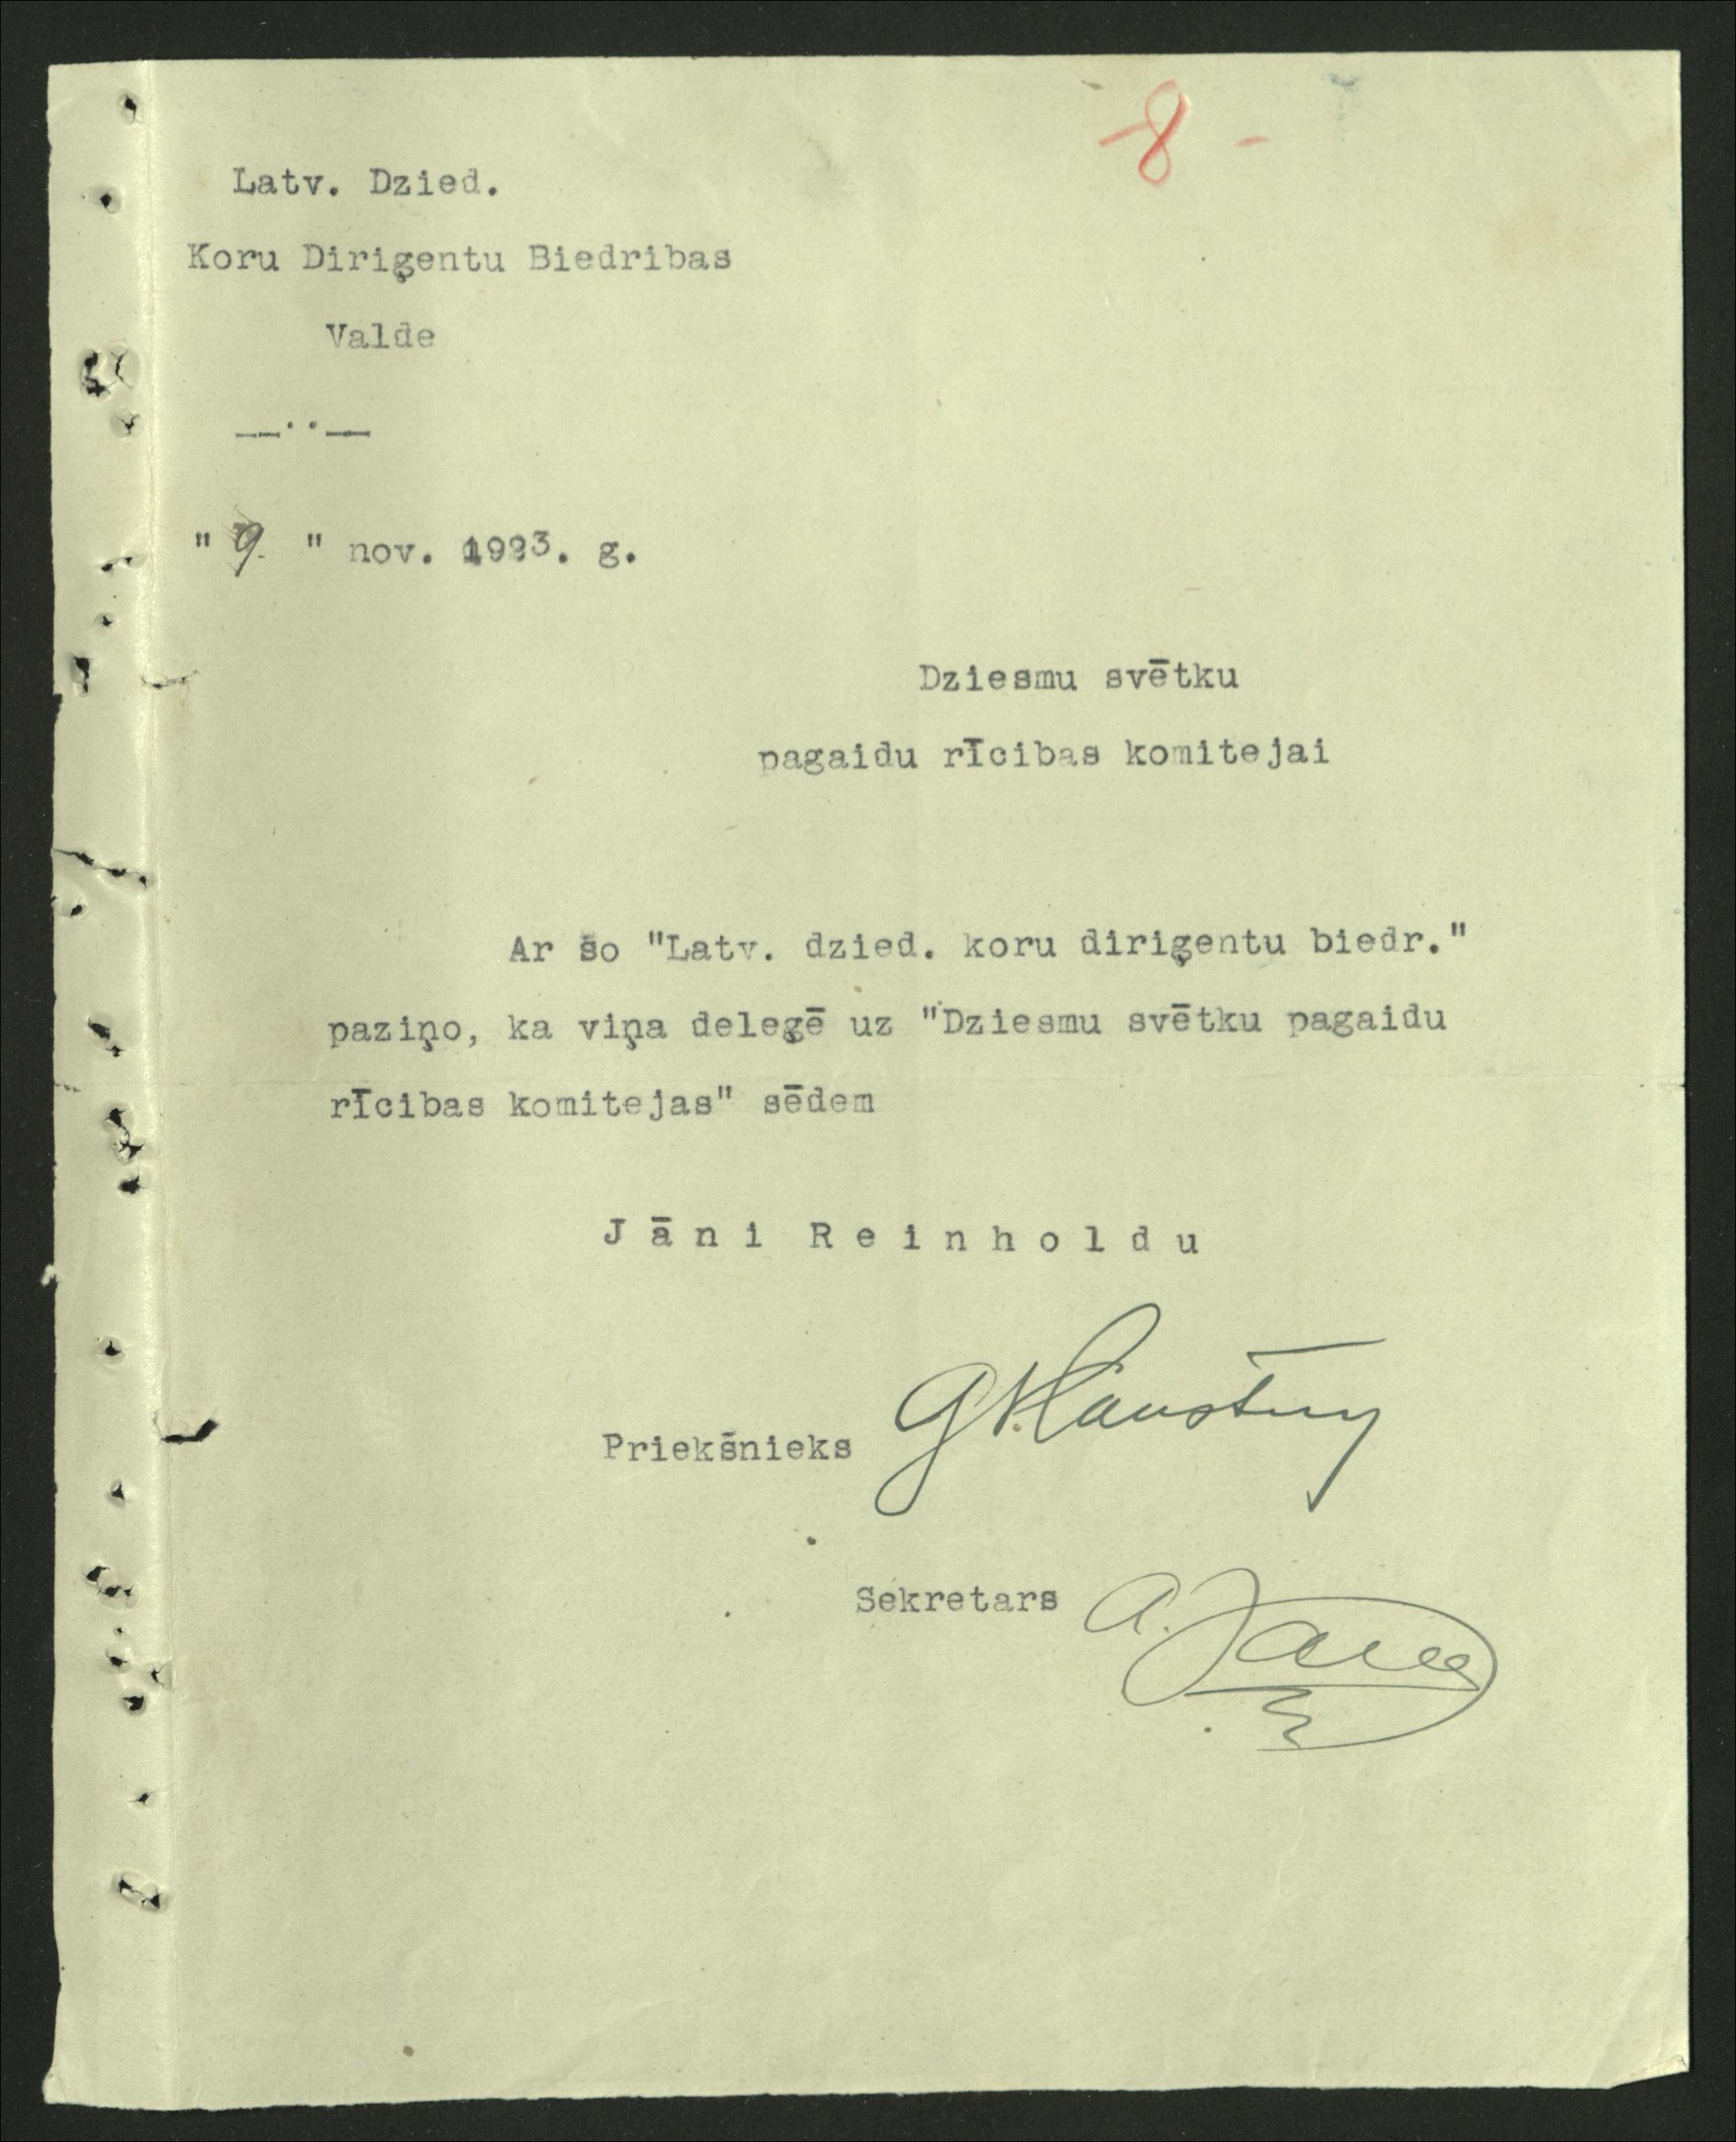 - 8 -
Latv. Dzied.
Koru Diriģentu Biedribas
Valde
—··—
" 9. " nov. 1923. g.
Dziesmu svētku
pagaidu rīcibas komitejai
Ar šo "Latv. dzied. koru diriģentu biedr."
paziņo, ka viņa deleģē uz "Dziesmu svētku pagaidu
rīcibas komitejas" sēdem
Jāni Reinholdu
Priekšnieks
Sekretars A.